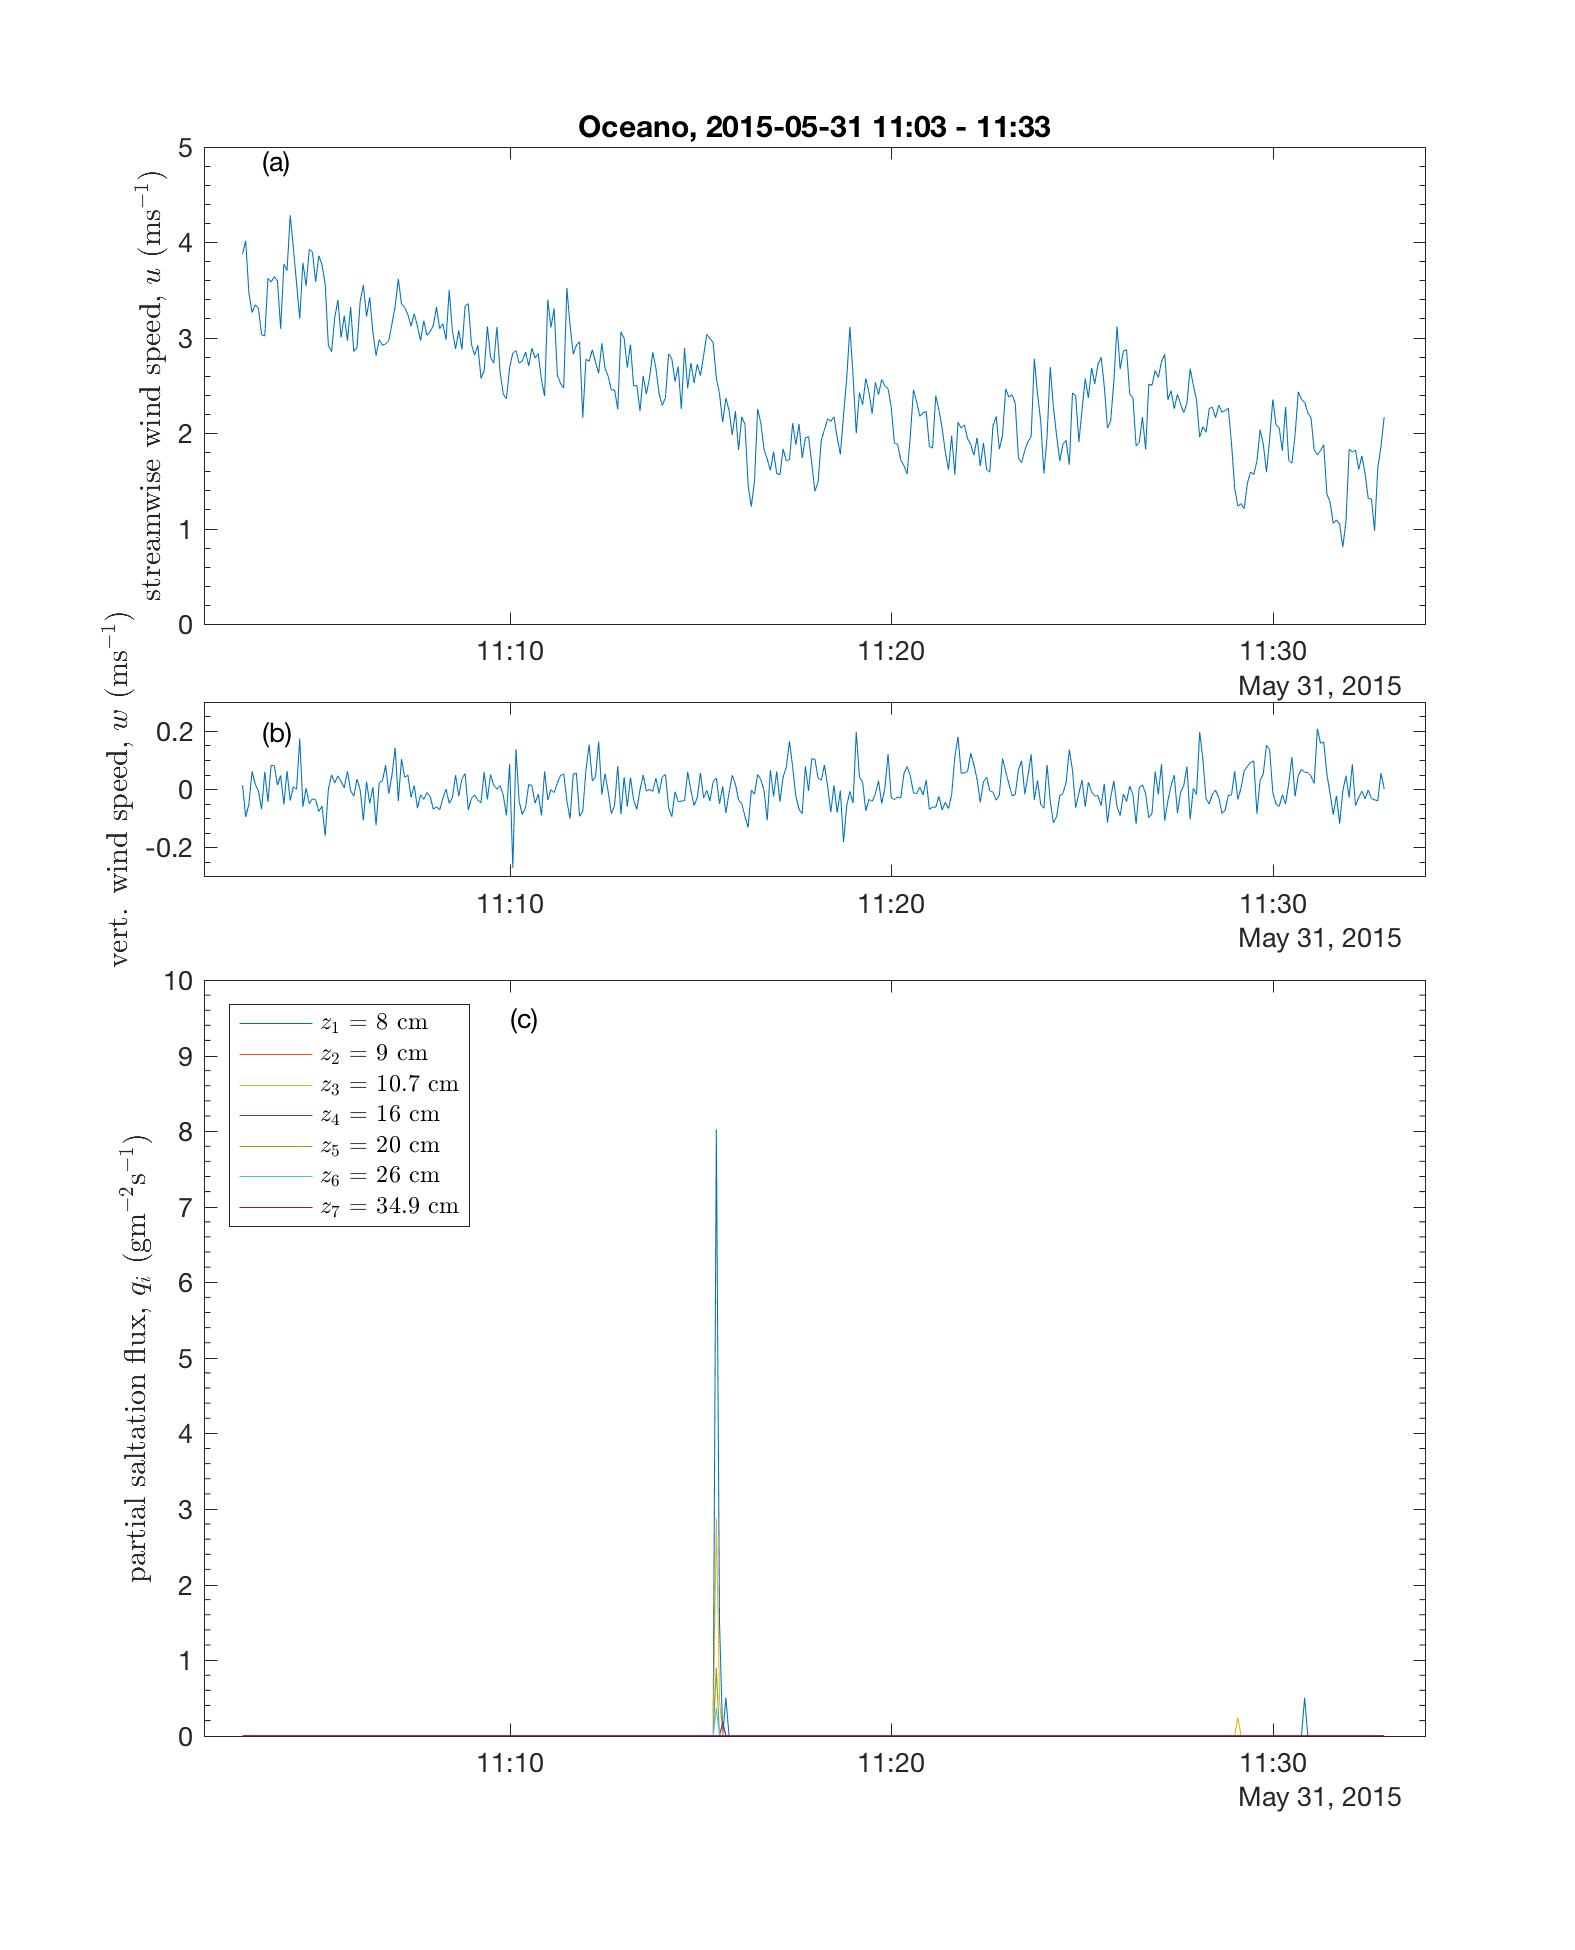 Oceano, 2015-05-31 11:03 - 11:33
(a)
streamwise wind speed, u (ms⁻¹)
5
4
3
2
1
0
11:10 11:20 11:30
May 31, 2015
(b)
vert. wind speed, w (ms⁻¹)
0.2
0
-0.2
11:10 11:20 11:30
May 31, 2015
(c)
partial saltation flux, qᵢ (gm⁻²s⁻¹)
10
9
8
7
6
5
4
3
2
1
0
z₁ = 8 cm
z₂ = 9 cm
z₃ = 10.7 cm
z₄ = 16 cm
z₅ = 20 cm
z₆ = 26 cm
z₇ = 34.9 cm
11:10 11:20 11:30
May 31, 2015